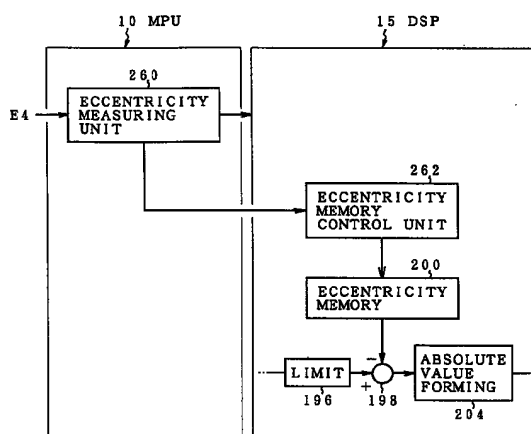 10 MPU
15 DSP
260
E4
ECCENTRICITY
MEASURING
UNIT
262
ECCENTRICITY
MEMORY
CONTROL UNIT
200
ECCENTRICITY
MEMORY
−
LIMIT
+
196
198
ABSOLUTE
VALUE
FORMING
204